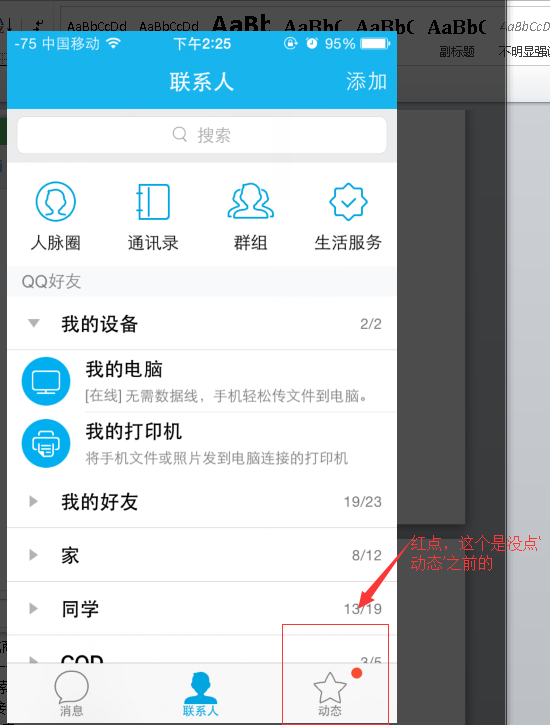 AaBbCcDd AaBbCcDd AaBb AaBbC AaBbC AaBbC AaBbCcD
副标题 不明显强调
-75 中国移动 下午2:25 95%
联系人 添加
搜索
人脉圈 通讯录 群组 生活服务
QQ好友
我的设备 2/2
我的电脑
[在线] 无需数据线，手机轻松传文件到电脑。
我的打印机
将手机文件或照片发到电脑连接的打印机
我的好友 19/23
红点，这个是没点‘
动态’之前的
家 8/12
同学 13/19
COD 3/5
消息 联系人 动态